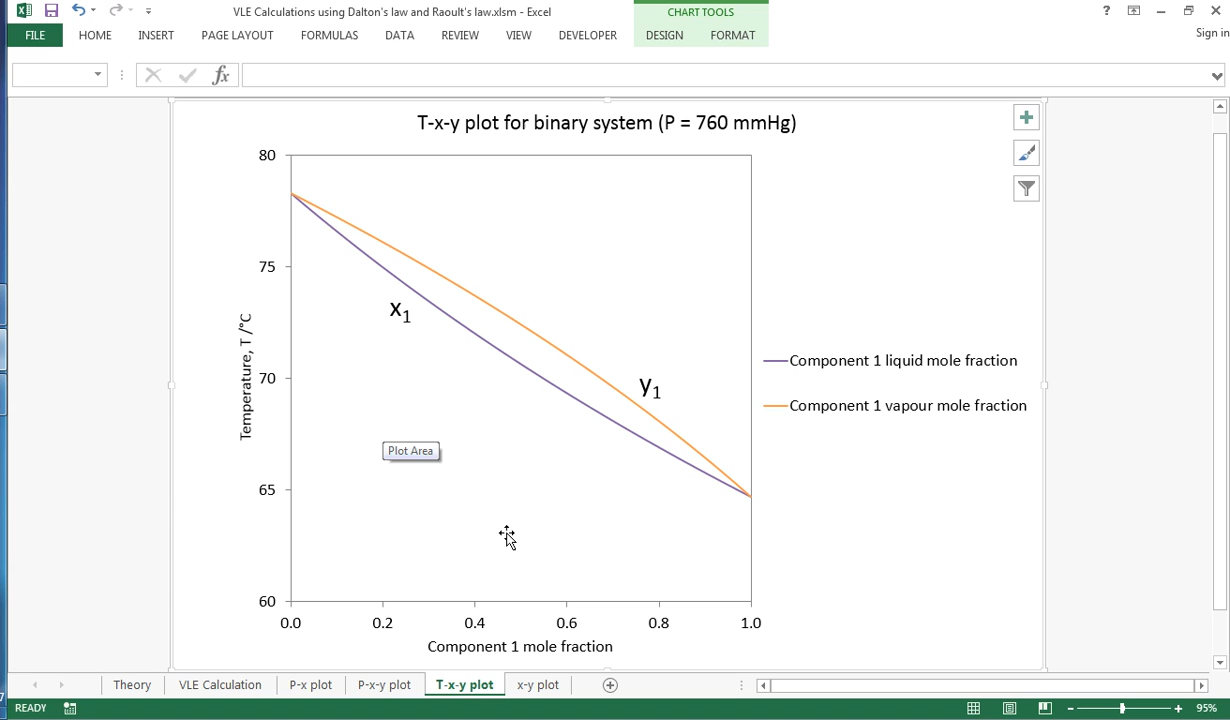 VLE Calculations using Dalton's law and Raoult's law.xlsm - Excel
CHART TOOLS
?
Sign in
FILE HOME INSERT PAGE LAYOUT FORMULAS DATA REVIEW VIEW DEVELOPER DESIGN FORMAT
fx
T-x-y plot for binary system (P = 760 mmHg)
80
75
70
65
60
Temperature, T /°C
x₁
y₁
Plot Area
Component 1 liquid mole fraction
Component 1 vapour mole fraction
0.0 0.2 0.4 0.6 0.8 1.0
Component 1 mole fraction
Theory VLE Calculation P-x plot P-x-y plot T-x-y plot x-y plot
READY
95%